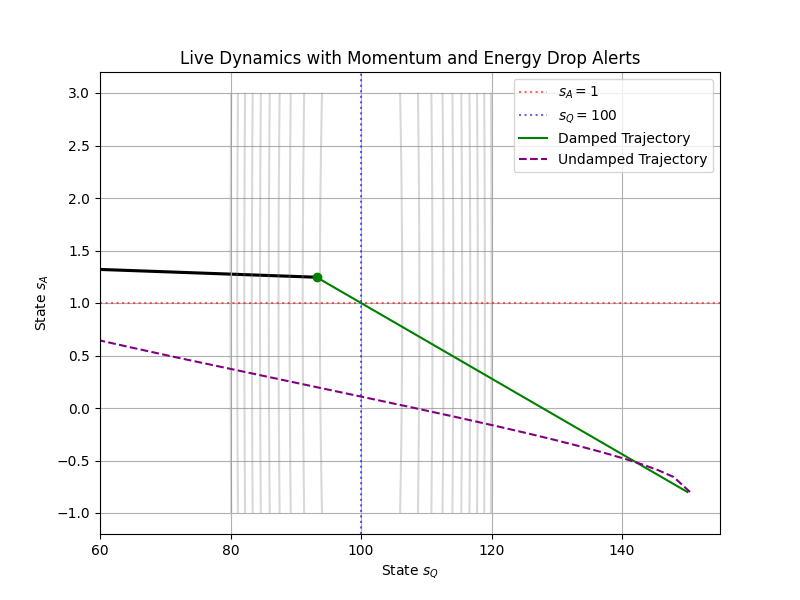 Live Dynamics with Momentum and Energy Drop Alerts
s_A = 1
s_Q = 100
Damped Trajectory
Undamped Trajectory
State s_A
3.0
2.5
2.0
1.5
1.0
0.5
0.0
−0.5
−1.0
60
80
100
120
140
State s_Q